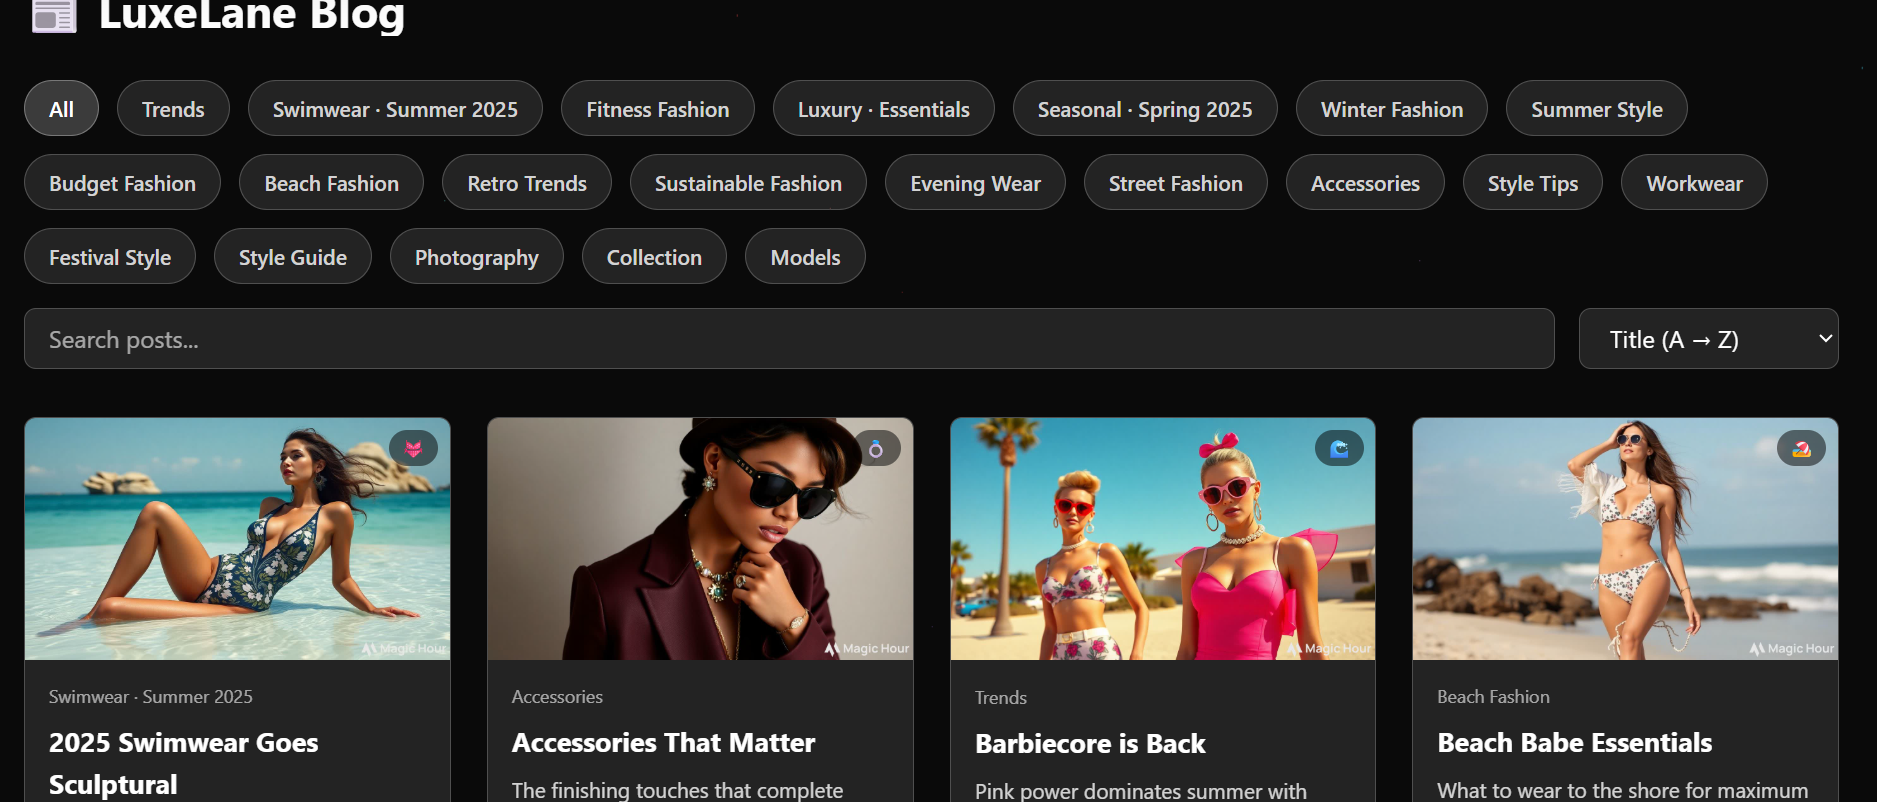 LuxeLane Blog
All
Trends
Swimwear · Summer 2025
Fitness Fashion
Luxury · Essentials
Seasonal · Spring 2025
Winter Fashion
Summer Style
Budget Fashion
Beach Fashion
Retro Trends
Sustainable Fashion
Evening Wear
Street Fashion
Accessories
Style Tips
Workwear
Festival Style
Style Guide
Photography
Collection
Models
Search posts...
Title (A → Z)
Magic Hour
Swimwear · Summer 2025
2025 Swimwear Goes
Sculptural
Magic Hour
Accessories
Accessories That Matter
The finishing touches that complete
Magic Hour
Trends
Barbiecore is Back
Pink power dominates summer with
Magic Hour
Beach Fashion
Beach Babe Essentials
What to wear to the shore for maximum